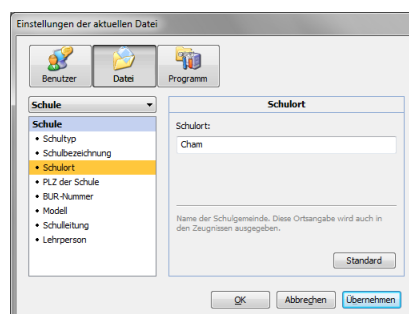 Einstellungen der aktuellen Datei
Benutzer
Datei
Programm
Schule
Schule
• Schultyp
• Schulbezeichnung
• Schulort
• PLZ der Schule
• BUR-Nummer
• Modell
• Schulleitung
• Lehrperson
Schulort
Schulort:
Cham
Name der Schulgemeinde. Diese Ortsangabe wird auch in
den Zeugnissen ausgegeben.
Standard
OK
Abbrechen
Übernehmen